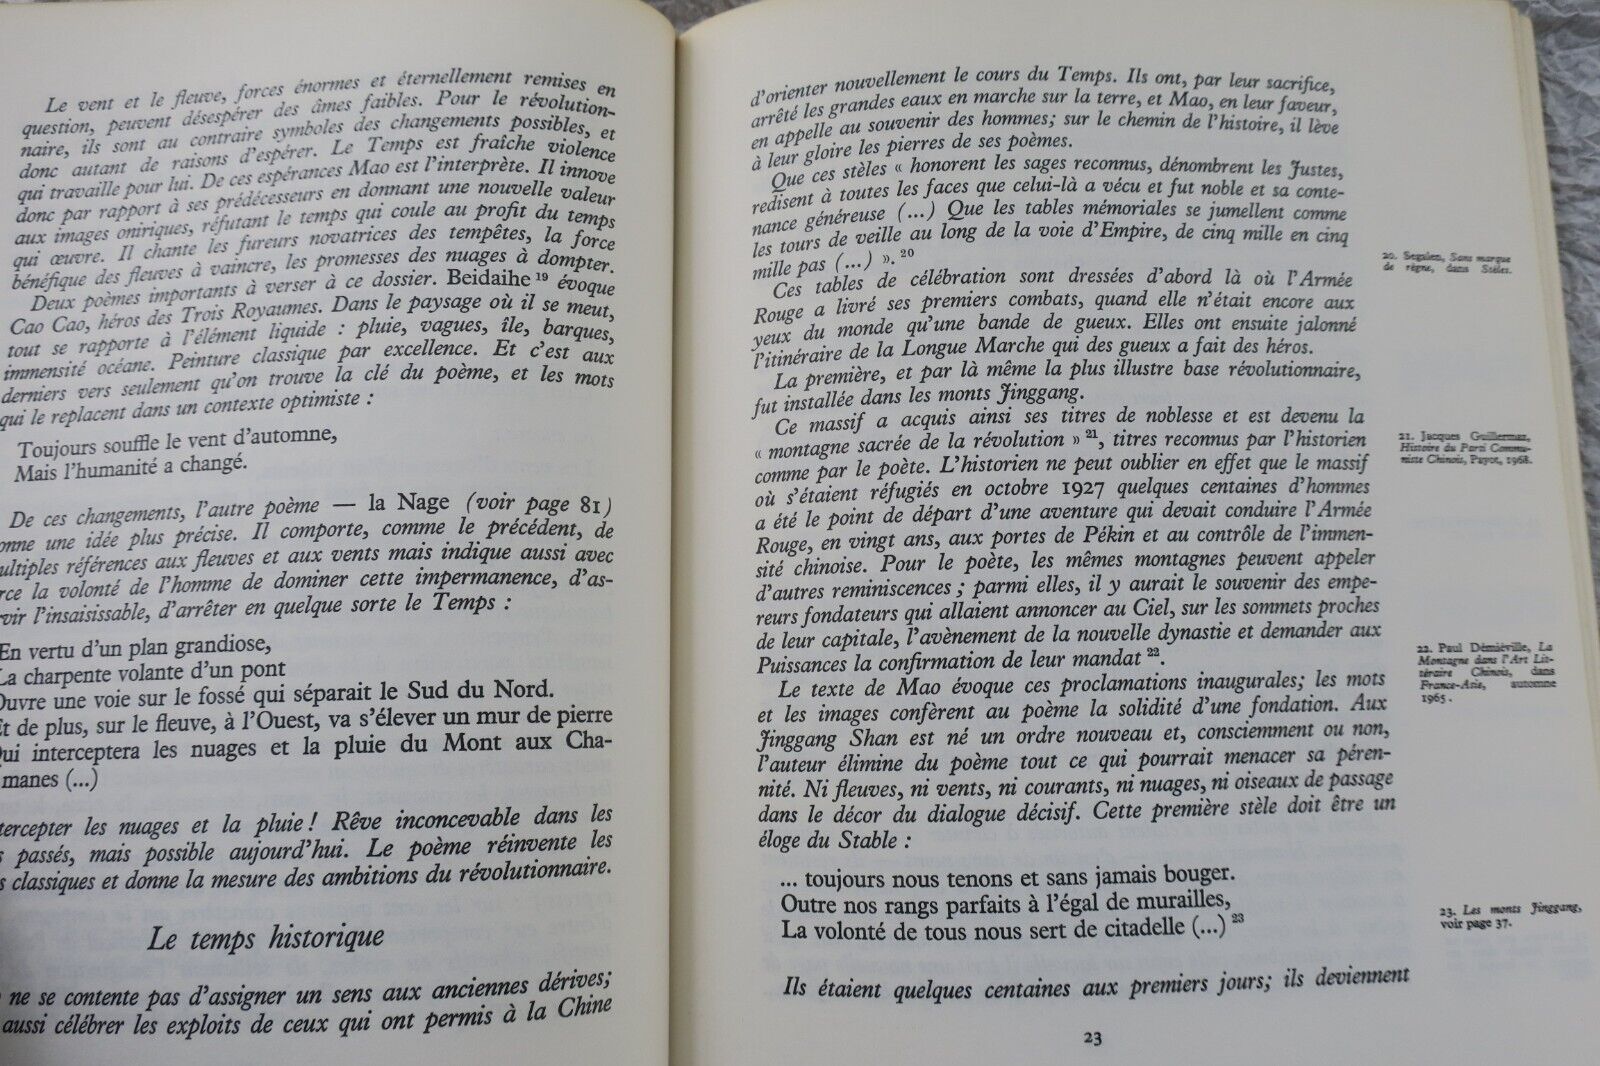 Le vent et le fleuve, forces énormes et éternellement remises en
question, peuvent désespérer des âmes faibles. Pour le révolution-
naire, ils sont au contraire symboles des changements possibles, et
donc autant de raisons d'espérer. Le Temps est fraîche violence
qui travaille pour lui. De ces espérances Mao est l'interprète. Il innove
donc par rapport à ses prédécesseurs en donnant une nouvelle valeur
aux images oniriques, réfutant le temps qui coule au profit du temps
qui œuvre. Il chante les fureurs novatrices des tempêtes, la force
bénéfique des fleuves à vaincre, les promesses des nuages à dompter.
Deux poèmes importants à verser à ce dossier. Beidaihe 19 évoque
Cao Cao, héros des Trois Royaumes. Dans le paysage où il se meut,
tout se rapporte à l'élément liquide : pluie, vagues, île, barques,
immensité océane. Peinture classique par excellence. Et c'est aux
derniers vers seulement qu'on trouve la clé du poème, et les mots
qui le replacent dans un contexte optimiste :
Toujours souffle le vent d'automne,
Mais l'humanité a changé.
De ces changements, l'autre poème — la Nage (voir page 81)
onne une idée plus précise. Il comporte, comme le précédent, de
ultiples références aux fleuves et aux vents mais indique aussi avec
rce la volonté de l'homme de dominer cette impermanence, d'as-
rvir l'insaisissable, d'arrêter en quelque sorte le Temps :
En vertu d'un plan grandiose,
La charpente volante d'un pont
Ouvre une voie sur le fossé qui séparait le Sud du Nord.
Et de plus, sur le fleuve, à l'Ouest, va s'élever un mur de pierre
Qui interceptera les nuages et la pluie du Mont aux Cha-
manes (...)
tercepter les nuages et la pluie ! Rêve inconcevable dans les
s passés, mais possible aujourd'hui. Le poème réinvente les
s classiques et donne la mesure des ambitions du révolutionnaire.
Le temps historique
ne se contente pas d'assigner un sens aux anciennes dérives;
aussi célébrer les exploits de ceux qui ont permis à la Chine
d'orienter nouvellement le cours du Temps. Ils ont, par leur sacrifice,
arrêté les grandes eaux en marche sur la terre, et Mao, en leur faveur,
en appelle au souvenir des hommes; sur le chemin de l'histoire, il lève
à leur gloire les pierres de ses poèmes.
Que ces stèles « honorent les sages reconnus, dénombrent les Justes,
redisent à toutes les faces que celui-là a vécu et fut noble et sa conte-
nance généreuse (...) Que les tables mémoriales se jumellent comme
les tours de veille au long de la voie d'Empire, de cinq mille en cinq
mille pas (...) ». 20
Ces tables de célébration sont dressées d'abord là où l'Armée
Rouge a livré ses premiers combats, quand elle n'était encore aux
yeux du monde qu'une bande de gueux. Elles ont ensuite jalonné
l'itinéraire de la Longue Marche qui des gueux a fait des héros.
La première, et par là même la plus illustre base révolutionnaire,
fut installée dans les monts Jinggang.
Ce massif a acquis ainsi ses titres de noblesse et est devenu la
« montagne sacrée de la révolution » 21, titres reconnus par l'historien
comme par le poète. L'historien ne peut oublier en effet que le massif
où s'étaient réfugiés en octobre 1927 quelques centaines d'hommes
a été le point de départ d'une aventure qui devait conduire l'Armée
Rouge, en vingt ans, aux portes de Pékin et au contrôle de l'immen-
sité chinoise. Pour le poète, les mêmes montagnes peuvent appeler
d'autres reminiscences ; parmi elles, il y aurait le souvenir des empe-
reurs fondateurs qui allaient annoncer au Ciel, sur les sommets proches
de leur capitale, l'avènement de la nouvelle dynastie et demander aux
Puissances la confirmation de leur mandat 22.
Le texte de Mao évoque ces proclamations inaugurales; les mots
et les images confèrent au poème la solidité d'une fondation. Aux
Jinggang Shan est né un ordre nouveau et, consciemment ou non,
l'auteur élimine du poème tout ce qui pourrait menacer sa péren-
nité. Ni fleuves, ni vents, ni courants, ni nuages, ni oiseaux de passage
dans le décor du dialogue décisif. Cette première stèle doit être un
éloge du Stable :
... toujours nous tenons et sans jamais bouger.
Outre nos rangs parfaits à l'égal de murailles,
La volonté de tous nous sert de citadelle (...) 23
Ils étaient quelques centaines aux premiers jours; ils deviennent
23
20. Segalen, Sans marque
de règne, dans Stèles.
21. Jacques Guillermaz,
Histoire du Parti Commu-
niste Chinois, Payot, 1968.
22. Paul Démiéville, La
Montagne dans l'Art Lit-
téraire Chinois, dans
France-Asie, automne
1965.
23. Les monts Jinggang,
voir page 37.